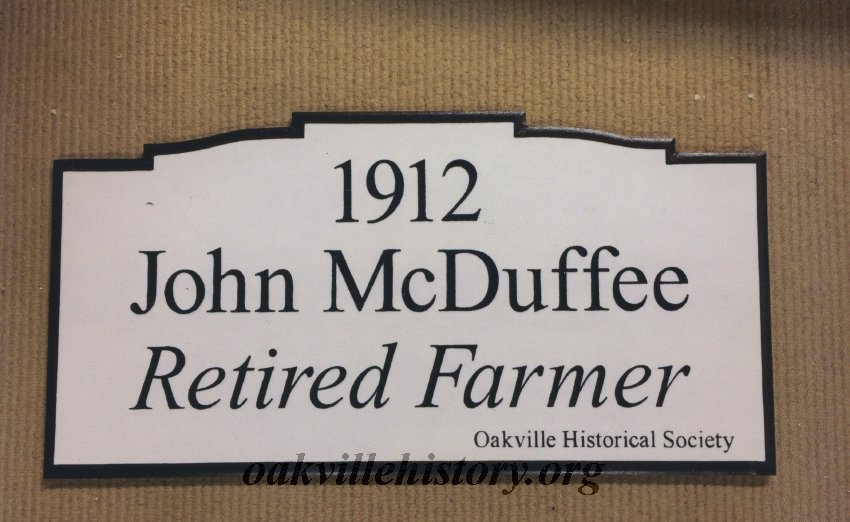 1912
John McDuffee
Retired Farmer
Oakville Historical Society
oakvillehistory.org